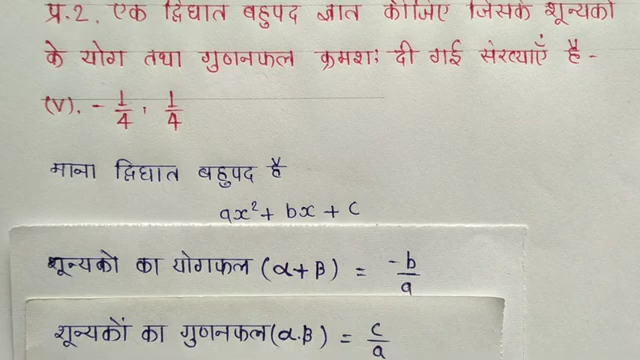 प्र.2. एक द्विघात बहुपद ज्ञात कीजिए जिसके शून्यको
के योग तथा गुणनफल क्रमशः दी गई संख्याएँ है -
(V). - 1/4 , 1/4
माना द्विघात बहुपद है
ax² + bx + c
शून्यको का योगफल (α+β) = -b/a
शून्यकों का गुणनफल(α.β) = c/a